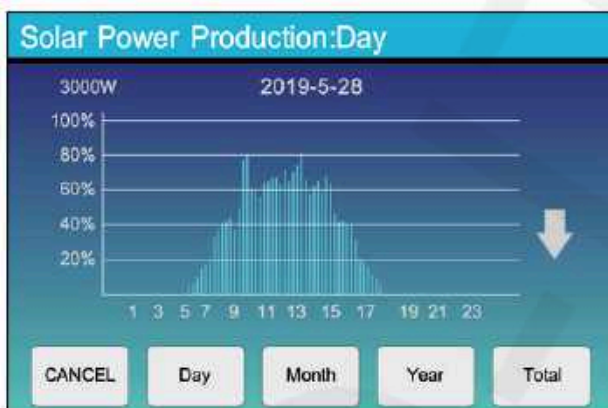 Solar Power Production:Day
3000W 2019-5-28
100%
80%
60%
40%
20%
1 3 5 7 9 11 13 15 17 19 21 23
CANCEL Day Month Year Total